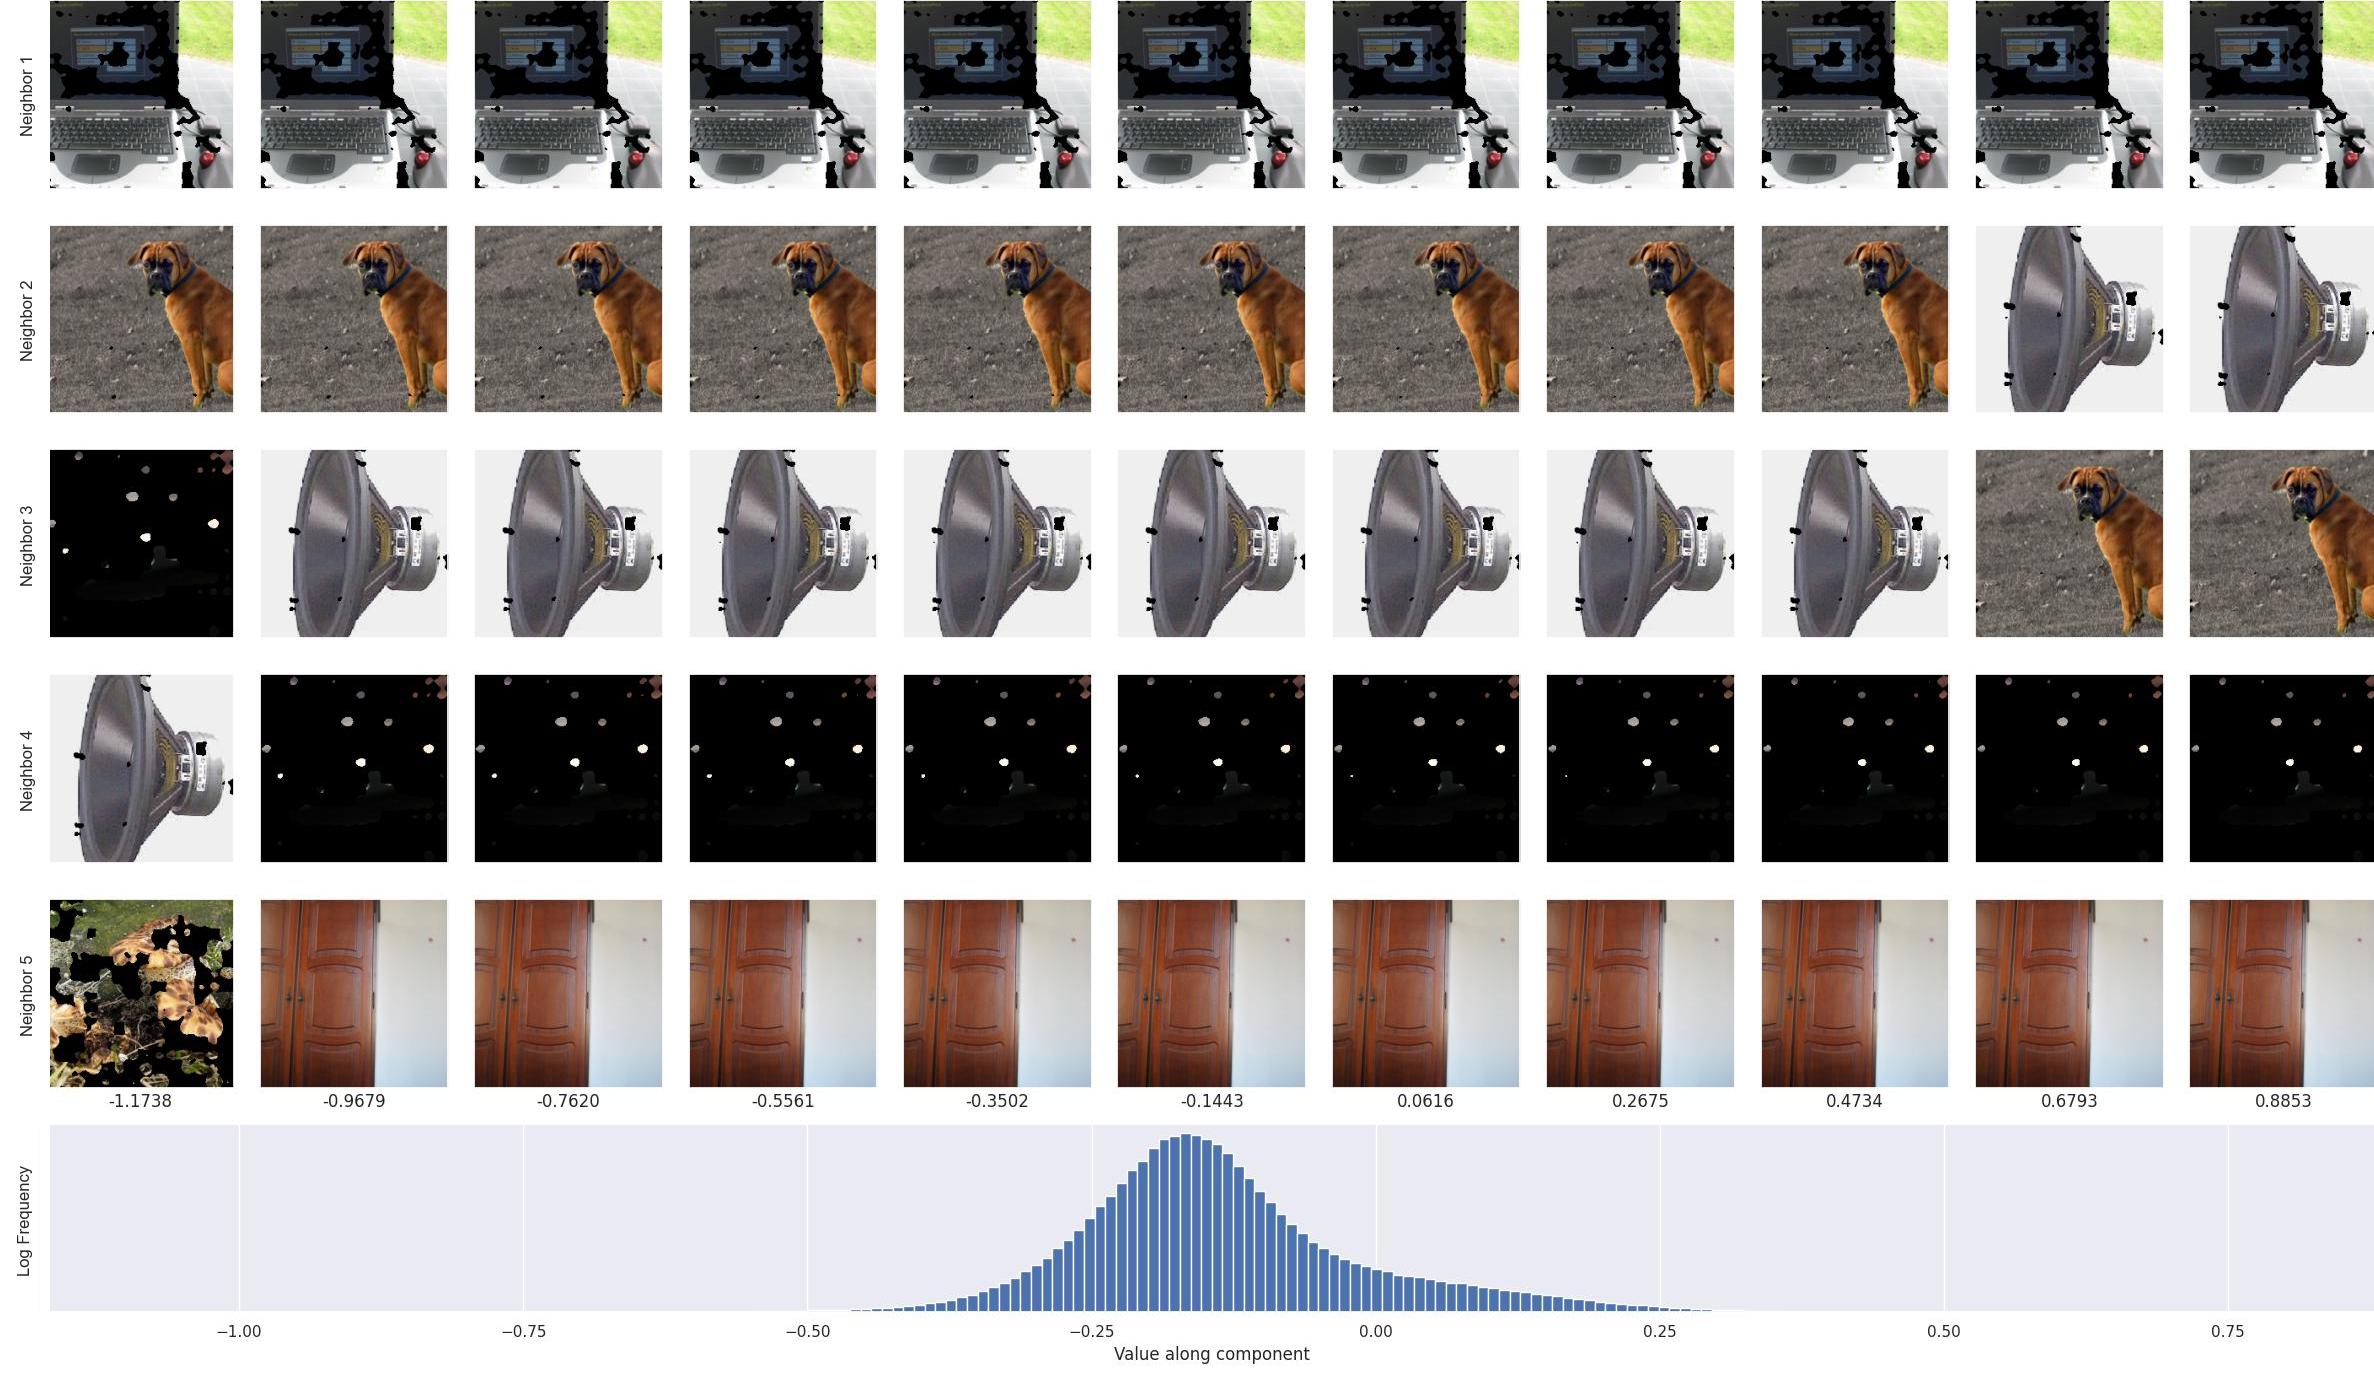 Neighbor 1
Neighbor 2
Neighbor 3
Neighbor 4
Neighbor 5
-1.1738 -0.9679 -0.7620 -0.5561 -0.3502 -0.1443 0.0616 0.2675 0.4734 0.6793 0.8853
Log Frequency
−1.00 −0.75 −0.50 −0.25 0.00 0.25 0.50 0.75
Value along component